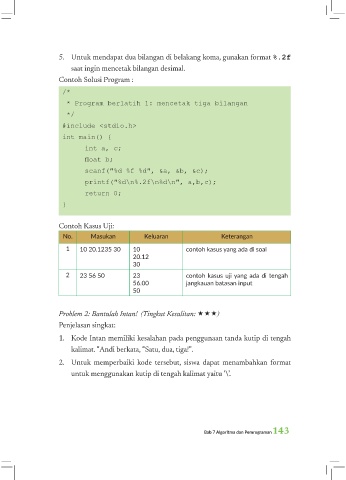 5. Untuk mendapat dua bilangan di belakang koma, gunakan format %.2f
saat ingin mencetak bilangan desimal.
Contoh Solusi Program :
/*
* Program berlatih 1: mencetak tiga bilangan
*/
#include <stdio.h>
int main() {
int a, c;
float b;
scanf("%d %f %d", &a, &b, &c);
printf("%d\n%.2f\n%d\n", a,b,c);
return 0;
}
Contoh Kasus Uji:
No. Masukan Keluaran Keterangan
1 10 20.1235 30 10 contoh kasus yang ada di soal
20.12
30
2 23 56 50 23 contoh kasus uji yang ada di tengah
56.00 jangkauan batasan input
50
Problem 2: Bantulah Intan! (Tingkat Kesulitan: ★★★)
Penjelasan singkat:
1. Kode Intan memiliki kesalahan pada penggunaan tanda kutip di tengah
kalimat. "Andi berkata, "Satu, dua, tiga!".
2. Untuk memperbaiki kode tersebut, siswa dapat menambahkan format
untuk menggunakan kutip di tengah kalimat yaitu '\'.
Bab 7 Algoritma dan Pemrograman 143